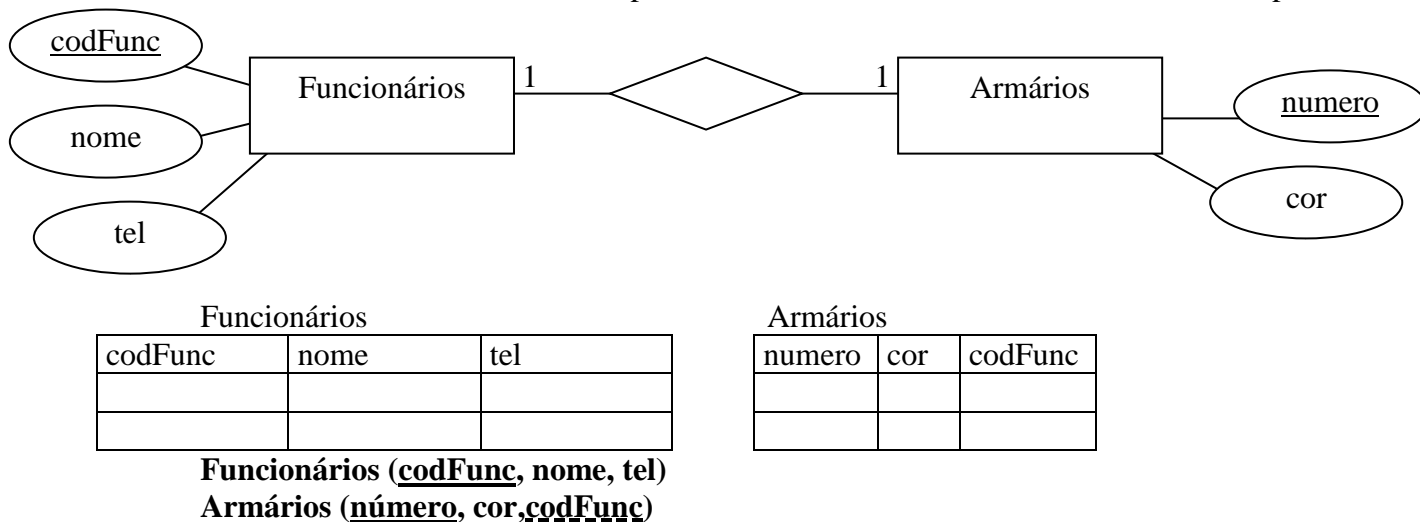 codFunc
nome
tel
Funcionários
1
1
Armários
numero
cor
Funcionários
codFunc nome tel
Armários
numero cor codFunc
Funcionários (codFunc, nome, tel)
Armários (número, cor,codFunc)